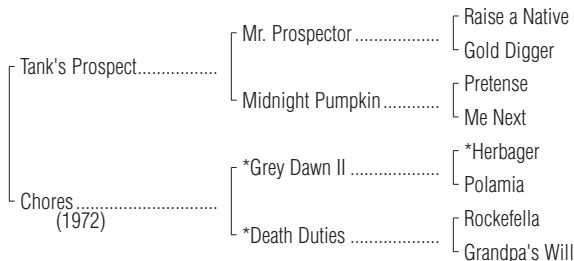 Raise a Native
Mr. Prospector ..................
Gold Digger
Tank's Prospect.................
Pretense
Midnight Pumpkin............
Me Next
*Herbager
*Grey Dawn II ...................
Polamia
Chores..............................
(1972)
Rockefella
*Death Duties ...................
Grandpa's Will